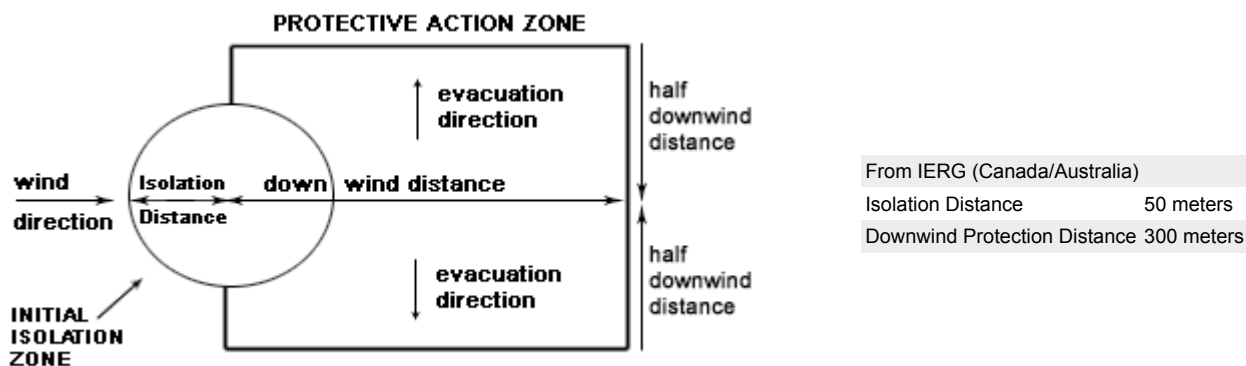 PROTECTIVE ACTION ZONE
evacuation
direction
half
downwind
distance
wind
direction
Isolation
Distance
down wind distance
evacuation
direction
half
downwind
distance
INITIAL
ISOLATION
ZONE
From IERG (Canada/Australia)
Isolation Distance 50 meters
Downwind Protection Distance 300 meters